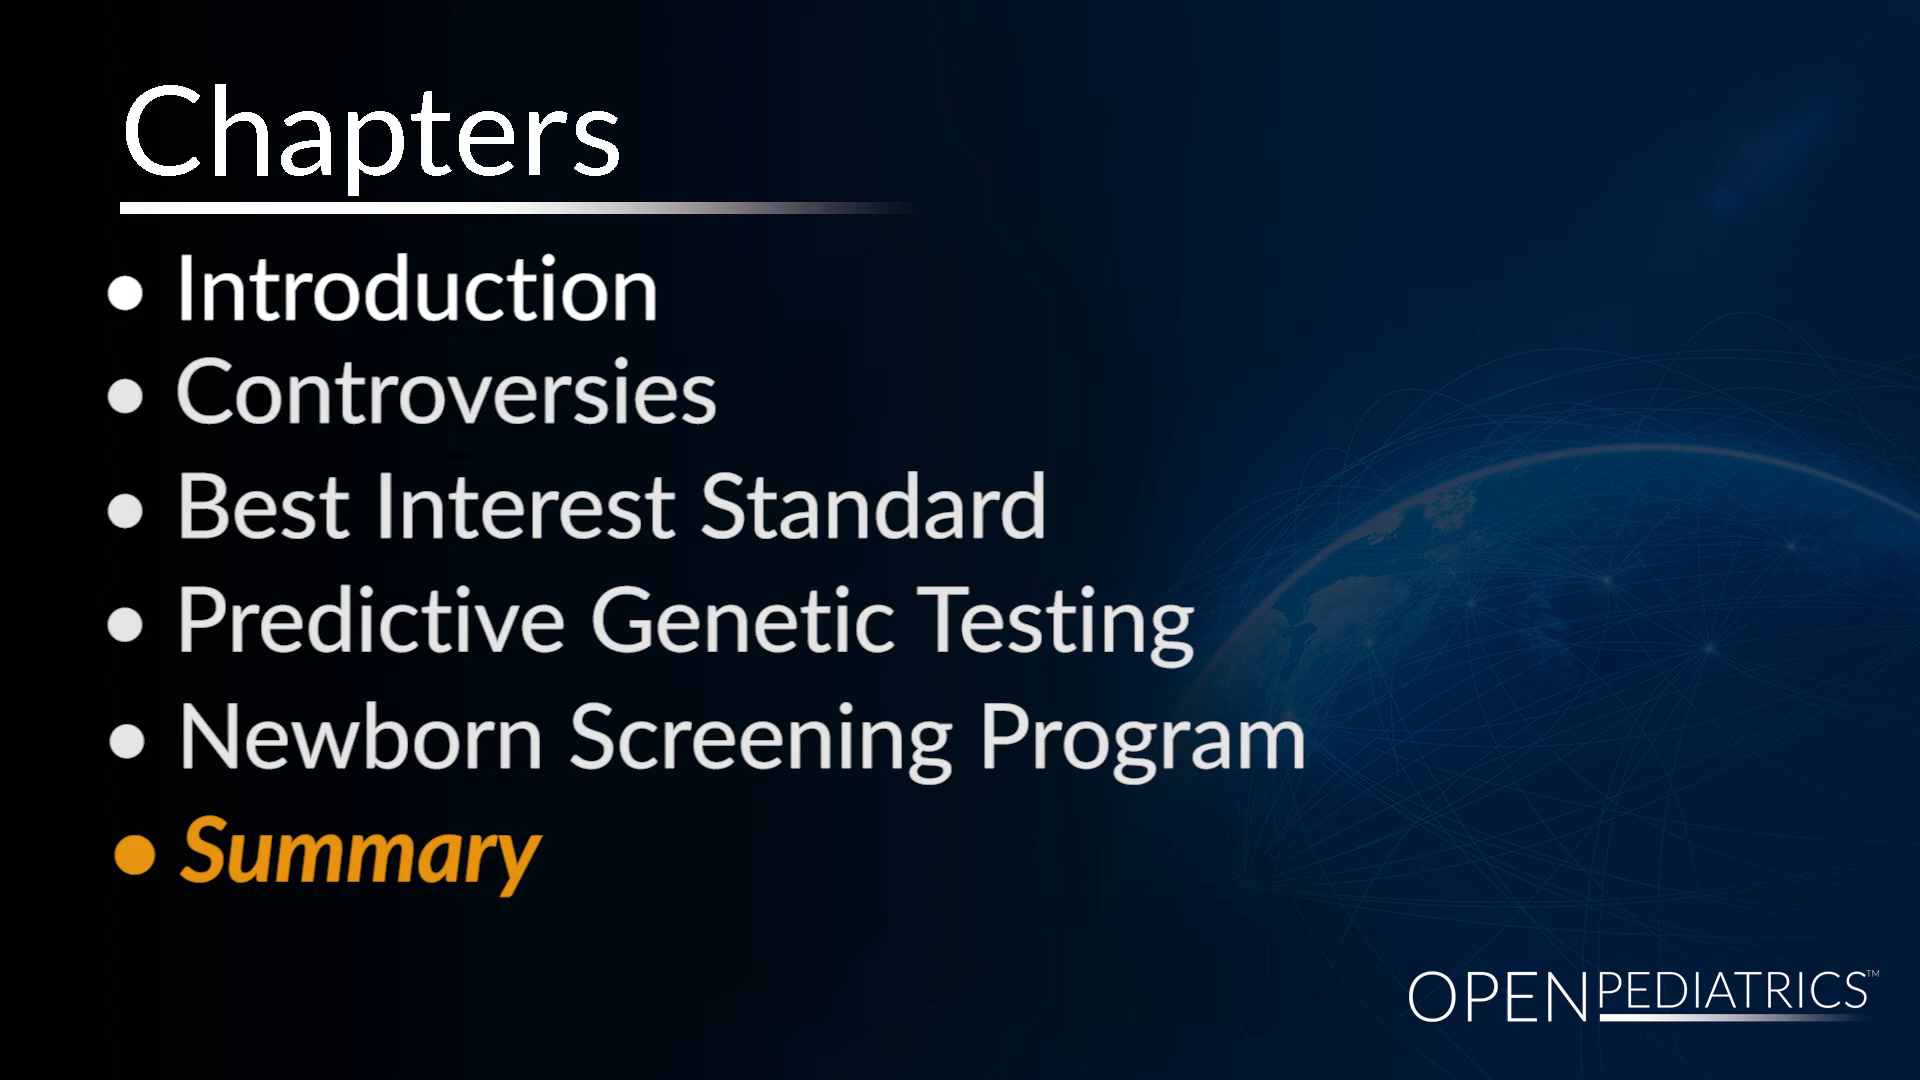 Chapters
• Introduction
• Controversies
• Best Interest Standard
• Predictive Genetic Testing
• Newborn Screening Program
• Summary
OPENPEDIATRICS™